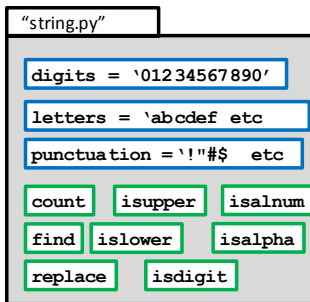 “string.py”
digits = ‘01234567890’
letters = ‘abcdef etc
punctuation =‘!"#$ etc
count isupper isalnum
find islower isalpha
replace isdigit